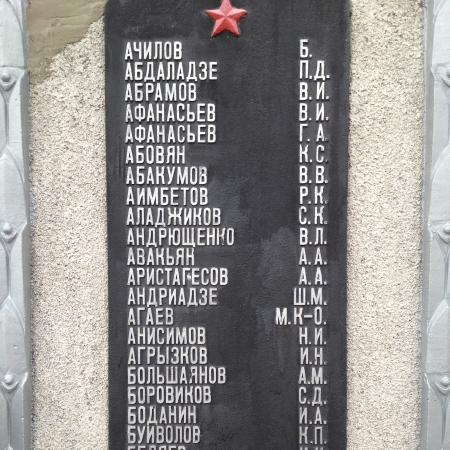 АЧИЛОВ Б.
АБДАЛАДЗЕ П.Д.
АБРАМОВ В.И.
АФАНАСЬЕВ В.И.
АФАНАСЬЕВ Г.А.
АБОВЯН К.С.
АБАКУМОВ В.В.
АИМБЕТОВ Р.К.
АЛАДЖИКОВ С.К.
АНДРЮЩЕНКО В.Л.
АВАКЬЯН А.А.
АРИСТАГЕСОВ А.А.
АНДРИАДЗЕ Ш.М.
АГАЕВ М.К-О.
АНИСИМОВ Н.И.
АГРЫЗКОВ И.Н.
БОЛЬШАЯНОВ А.М.
БОРОВИКОВ С.Д.
БОДАНИН И.А.
БУЙВОЛОВ К.П.